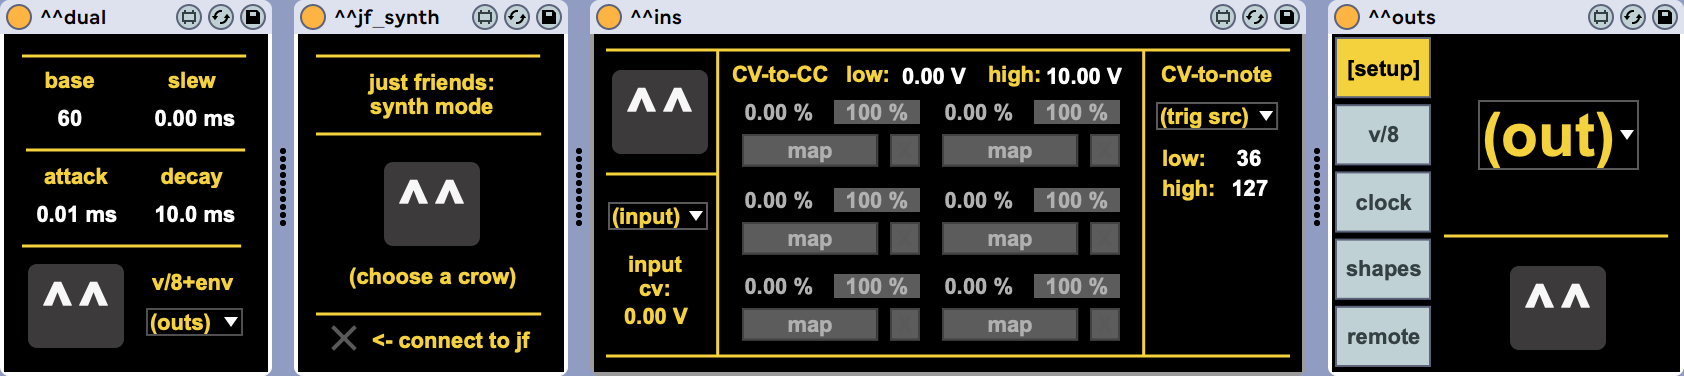 ^^dual
base slew
60 0.00 ms
attack decay
0.01 ms 10.0 ms
^^ v/8+env
(outs)
^^jf_synth
just friends:
synth mode
^^
(choose a crow)
<- connect to jf
^^ins
^^
(input)
input
cv:
0.00 V
CV-to-CC low: 0.00 V high: 10.00 V
0.00 % 100 % 0.00 % 100 %
map map
0.00 % 100 % 0.00 % 100 %
map map
0.00 % 100 % 0.00 % 100 %
map map
CV-to-note
(trig src)
low: 36
high: 127
^^outs
[setup]
v/8
clock
shapes
remote
(out)
^^